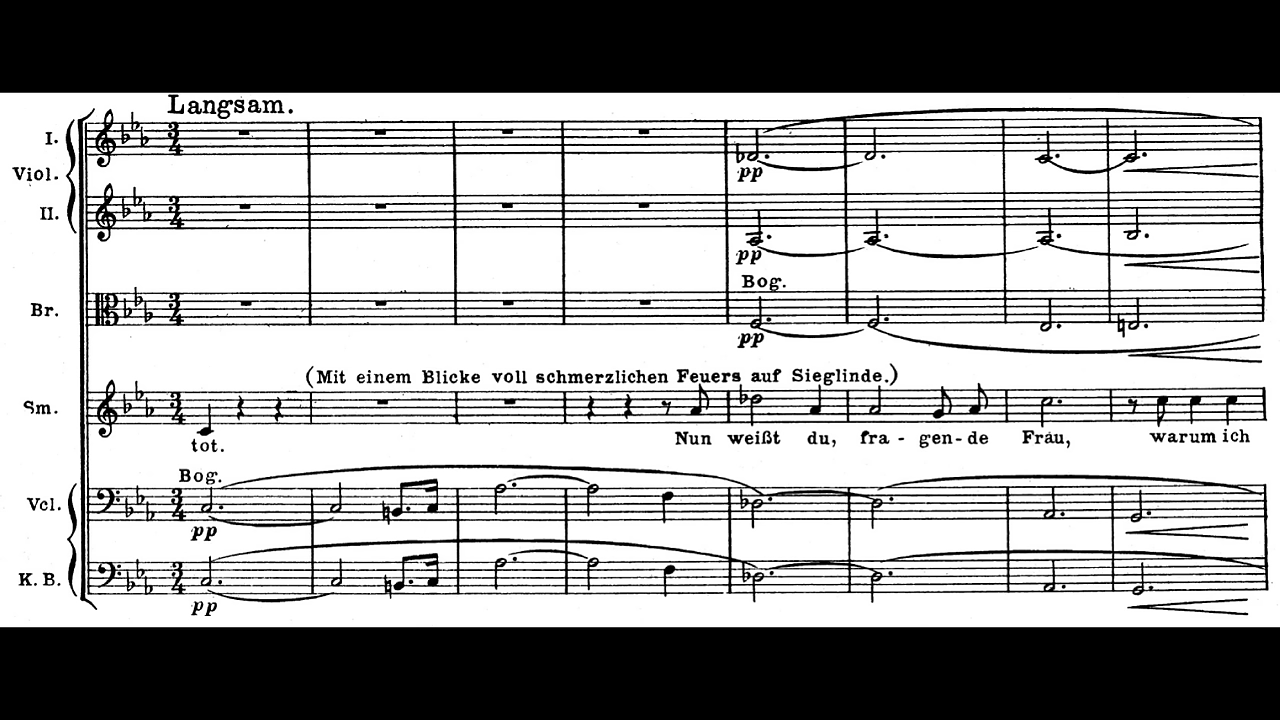 Langsam.
I.
Viol.
II.
pp
pp
Bog.
Br.
pp
(Mit einem Blicke voll schmerzlichen Feuers auf Sieglinde.)
Sm.
tot. Nun weißt du, fra - gen - de Frau, warum ich
Bog.
Vcl.
pp
K. B.
pp